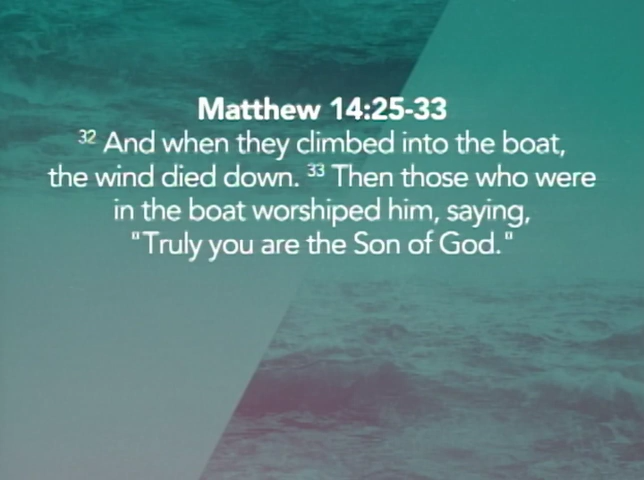 Matthew 14:25-33
32 And when they climbed into the boat,
the wind died down. 33 Then those who were
in the boat worshiped him, saying,
"Truly you are the Son of God."